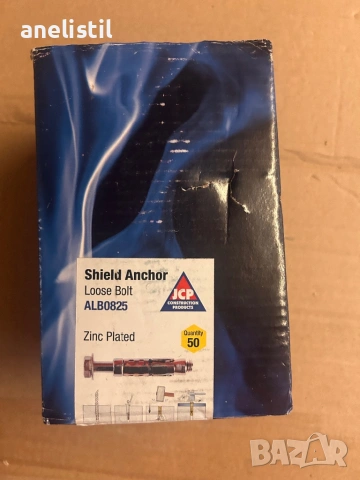 anelistil
Shield Anchor
Loose Bolt
ALB0825
JCP
CONSTRUCTION
PRODUCTS
Zinc Plated
Quantity
50
BAZAR